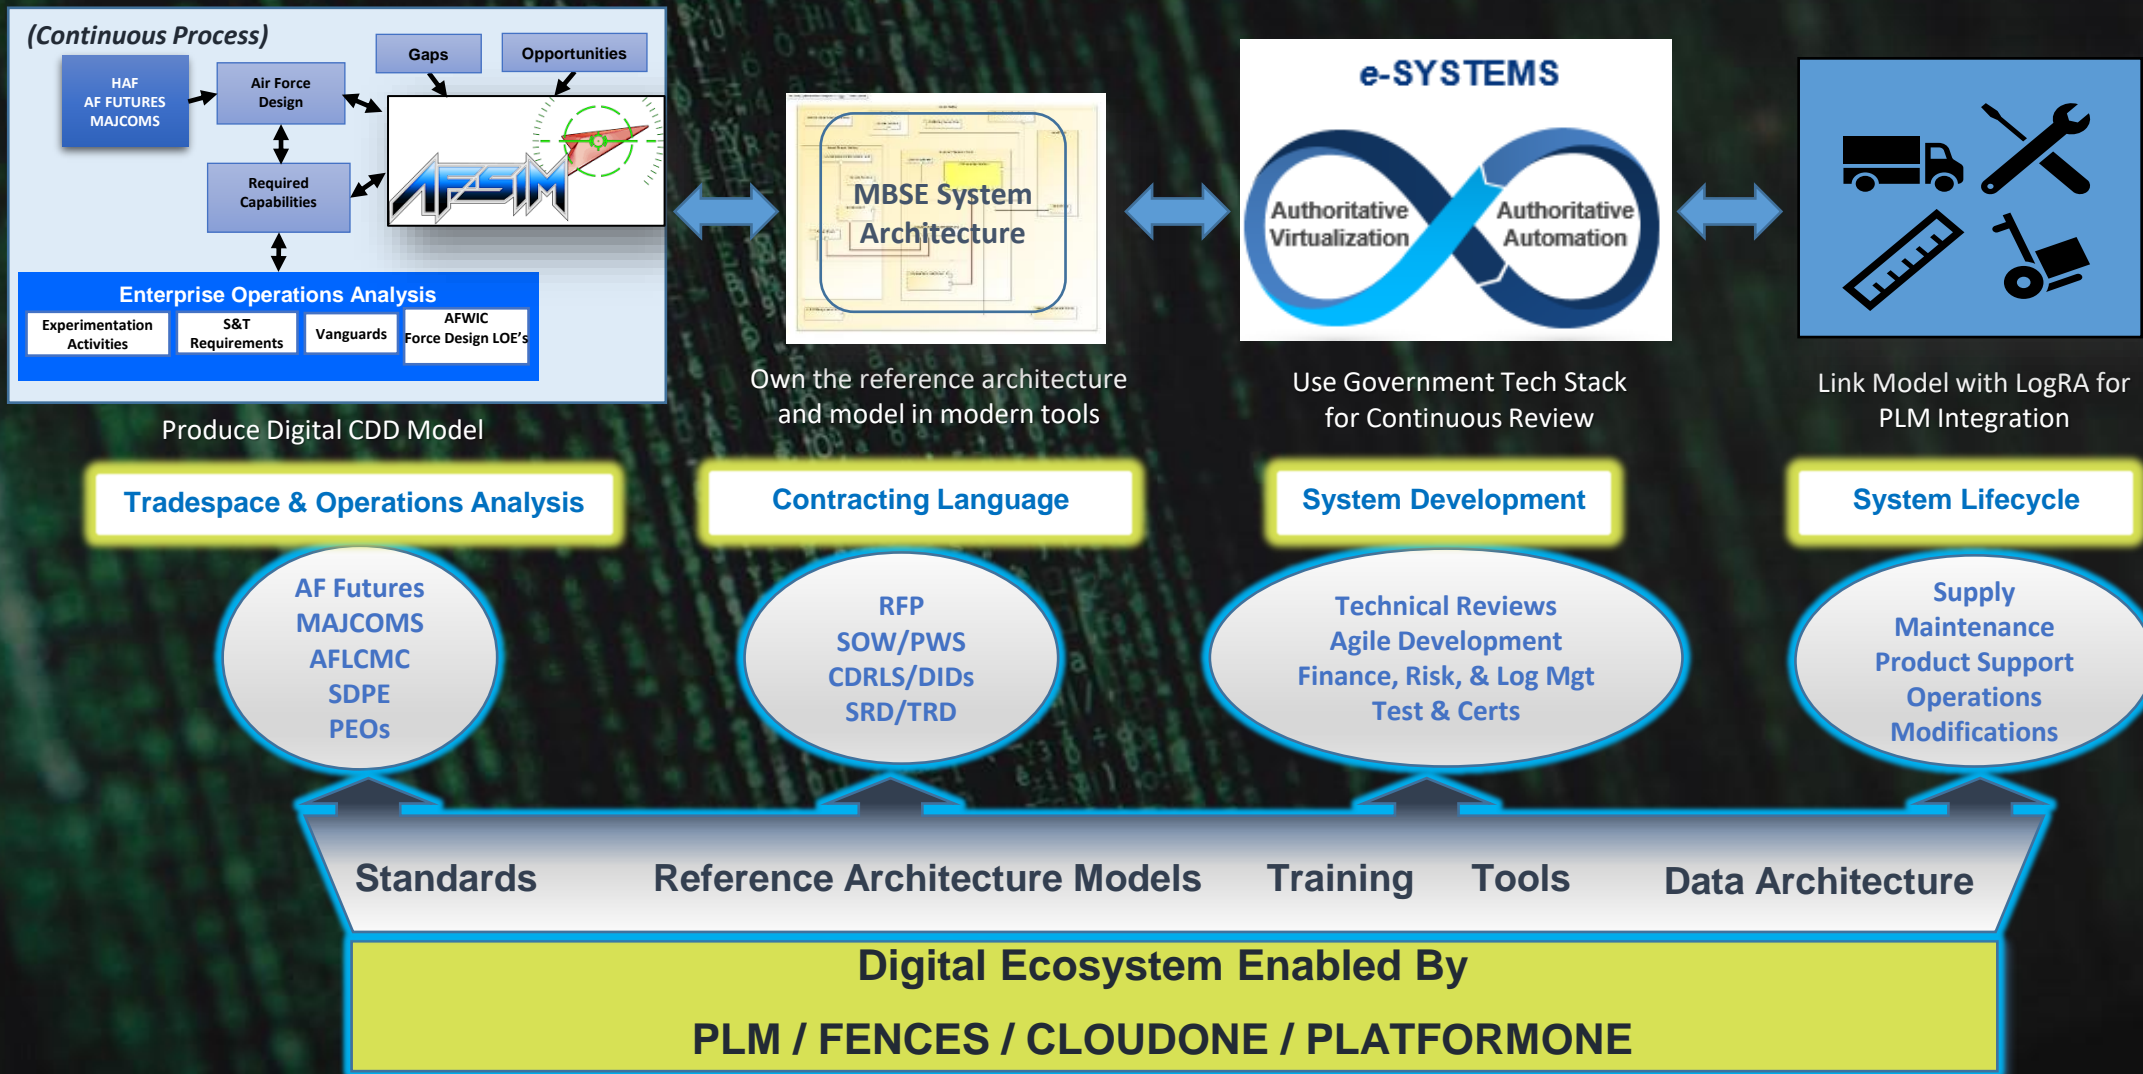 (Continuous Process)
HAF
AF FUTURES
MAJCOMS
Air Force
Design
Gaps
Opportunities
Required
Capabilities
AFSIM
Enterprise Operations Analysis
Experimentation
Activities
S&T
Requirements
Vanguards
AFWIC
Force Design LOE's
Produce Digital CDD Model
MBSE System
Architecture
Own the reference architecture
and model in modern tools
e-SYSTEMS
Authoritative
Virtualization
Authoritative
Automation
Use Government Tech Stack
for Continuous Review
Link Model with LogRA for
PLM Integration
Tradespace & Operations Analysis
Contracting Language
System Development
System Lifecycle
AF Futures
MAJCOMS
AFLCMC
SDPE
PEOs
RFP
SOW/PWS
CDRLS/DIDs
SRD/TRD
Technical Reviews
Agile Development
Finance, Risk, & Log Mgt
Test & Certs
Supply
Maintenance
Product Support
Operations
Modifications
Standards
Reference Architecture Models
Training
Tools
Data Architecture
Digital Ecosystem Enabled By
PLM / FENCES / CLOUDONE / PLATFORMONE